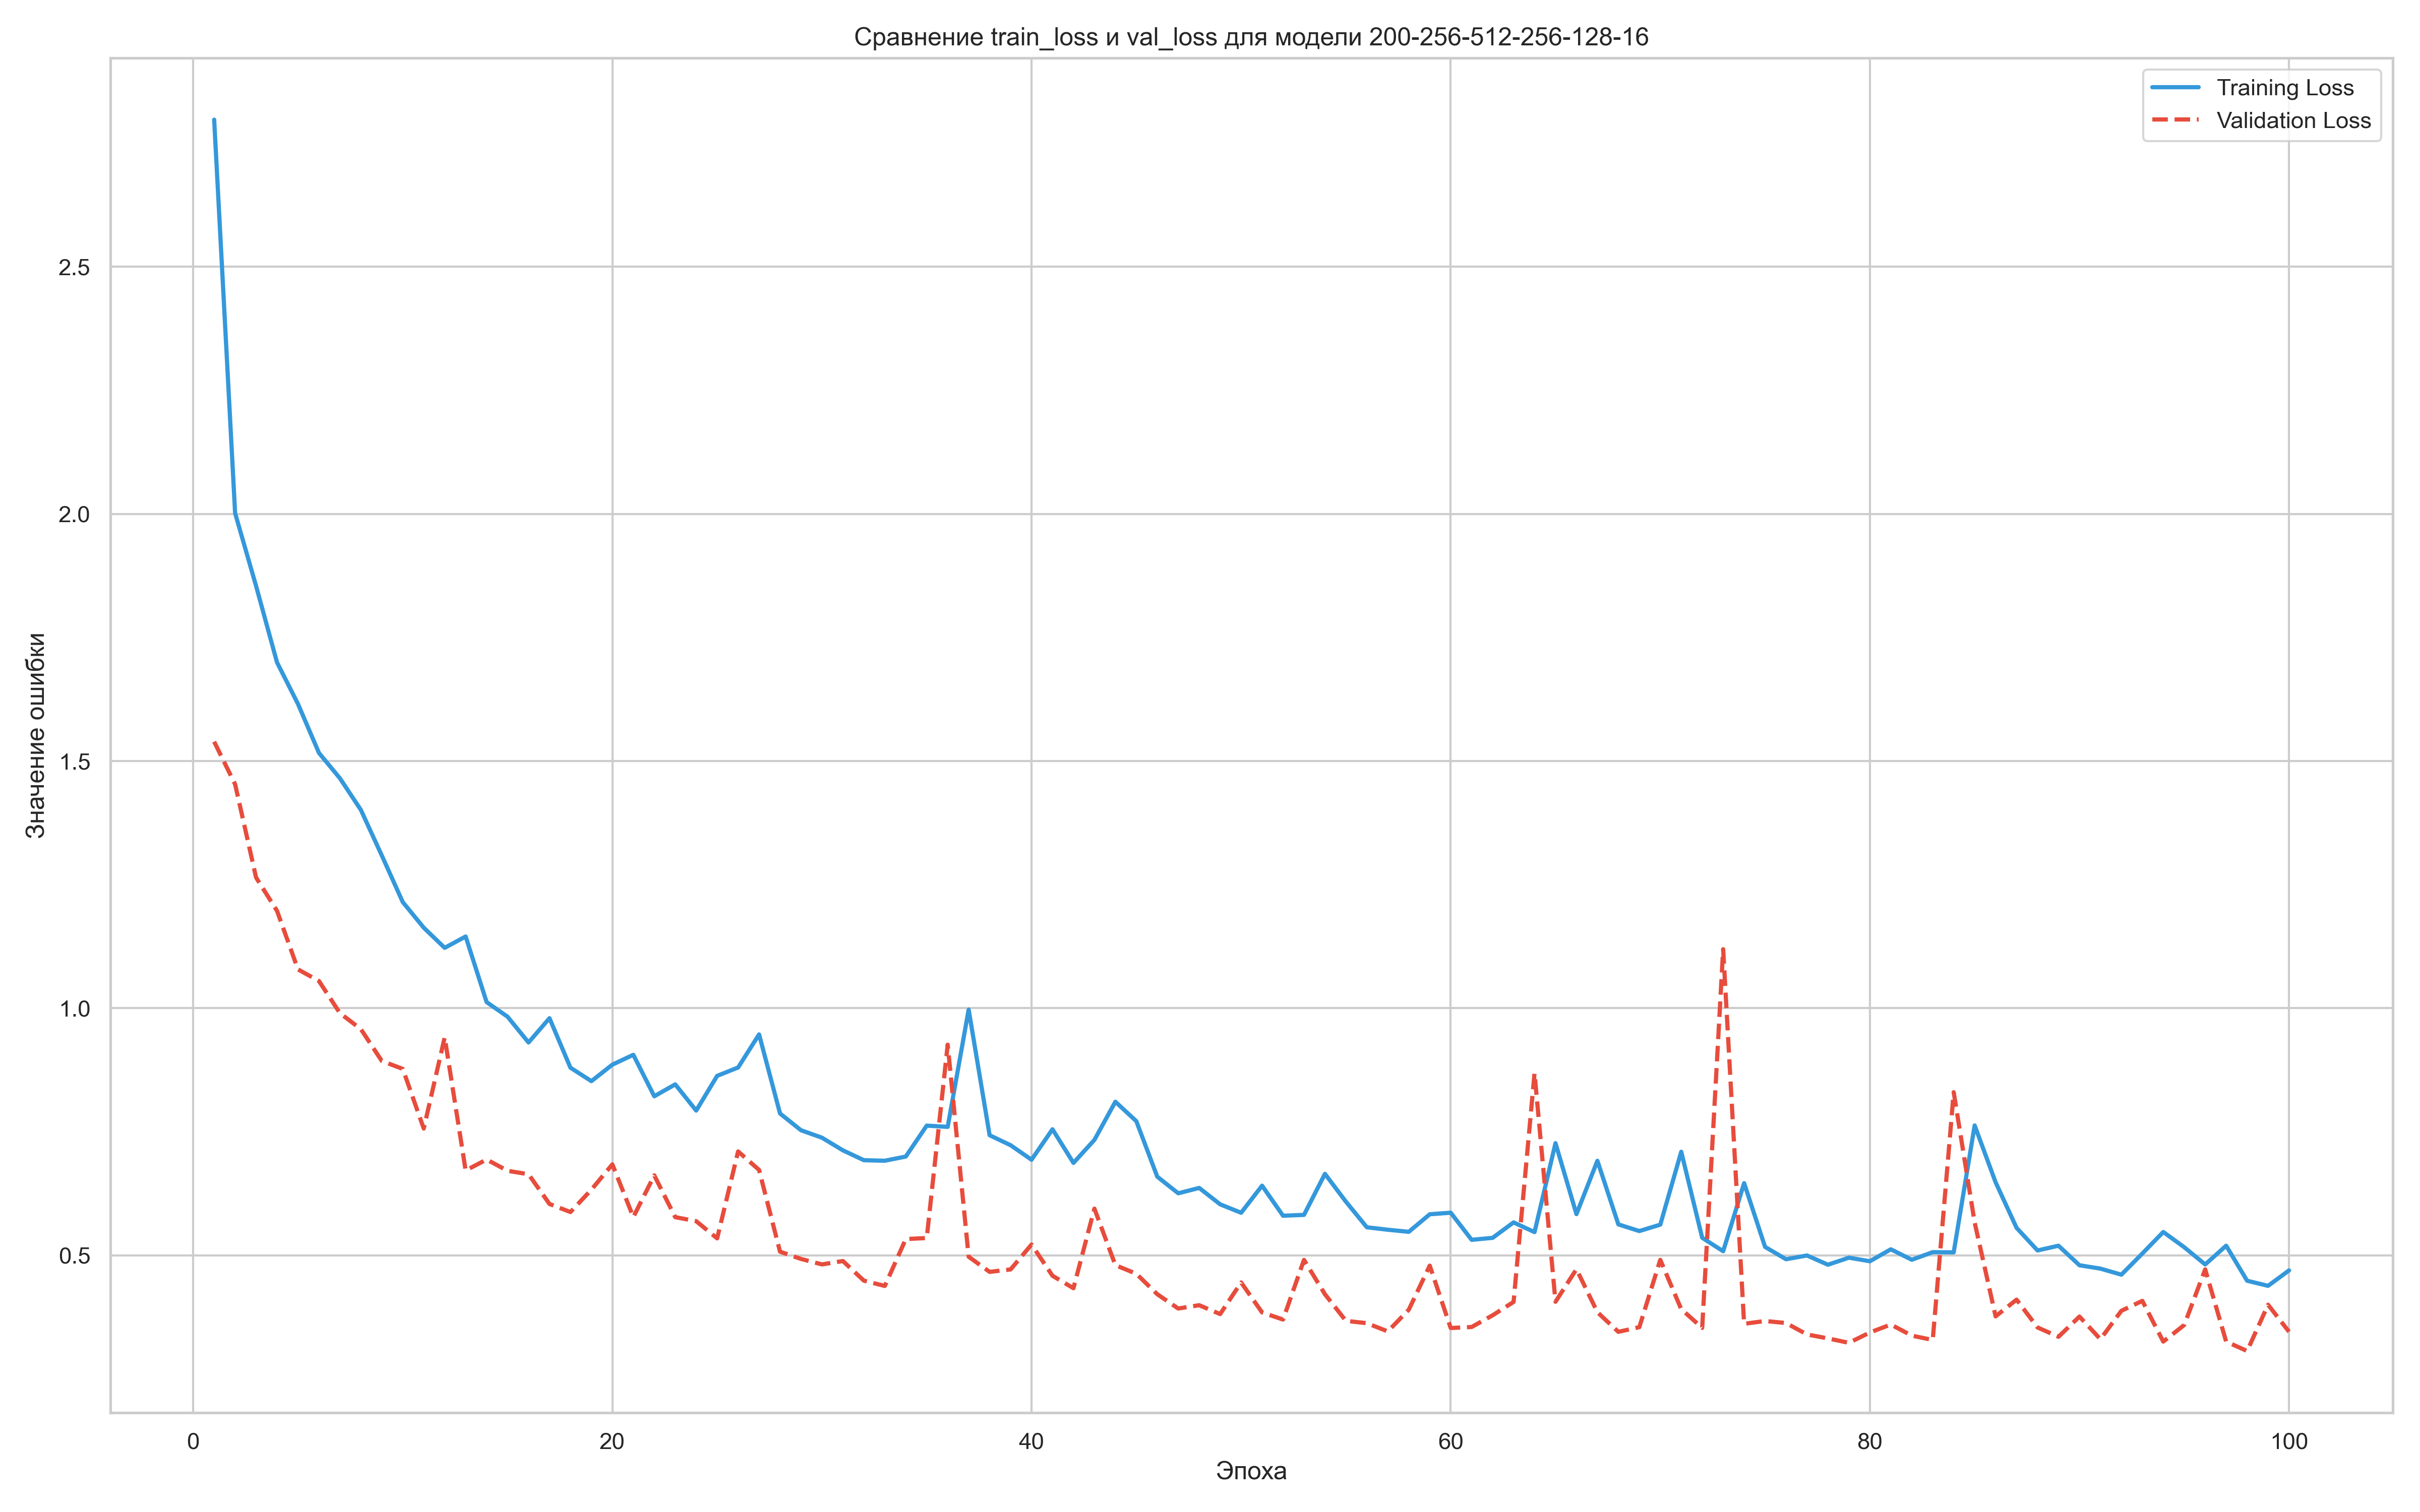 Сравнение train_loss и val_loss для модели 200-256-512-256-128-16
Training Loss
Validation Loss
Значение ошибки
2.5
2.0
1.5
1.0
0.5
0
20
40
60
80
100
Эпоха